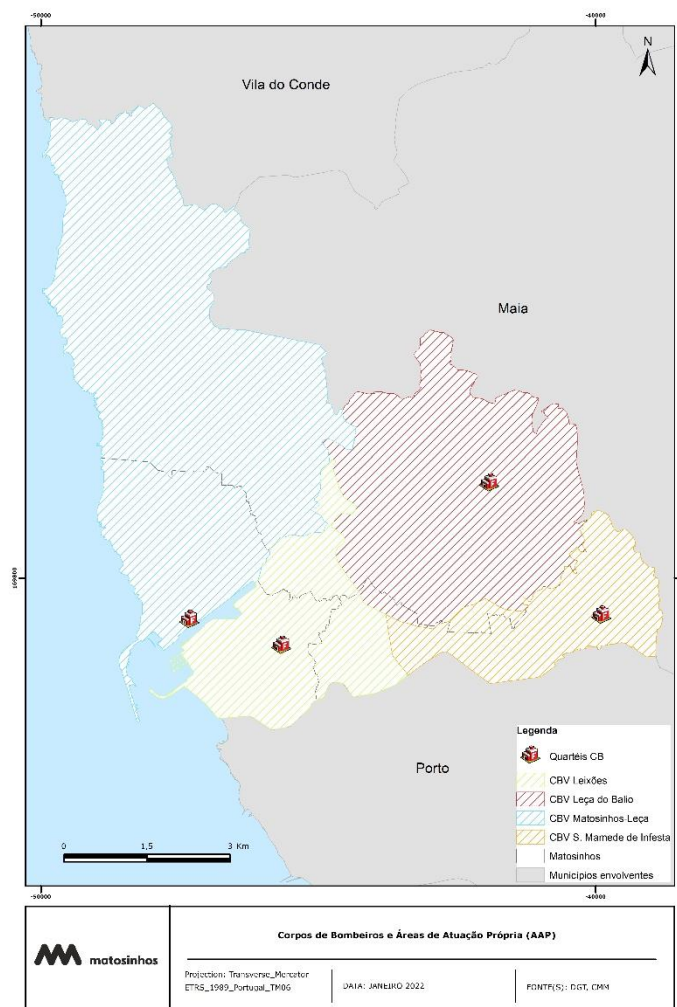 -50000
-40000
N
Vila do Conde
Maia
Porto
160000
160000
Legenda
Quartéis CB
CBV Leixões
CBV Leça do Balio
CBV Matosinhos-Leça
CBV S. Mamede de Infesta
Matosinhos
Municípios envolventes
0 1,5 3 Km
-50000
-40000
matosinhos
Corpos de Bombeiros e Áreas de Atuação Própria (AAP)
Projection: Transverse_Mercator
ETRS_1989_Portugal_TM06
DATA: JANEIRO 2022
FONTE(S): DGT, CMM